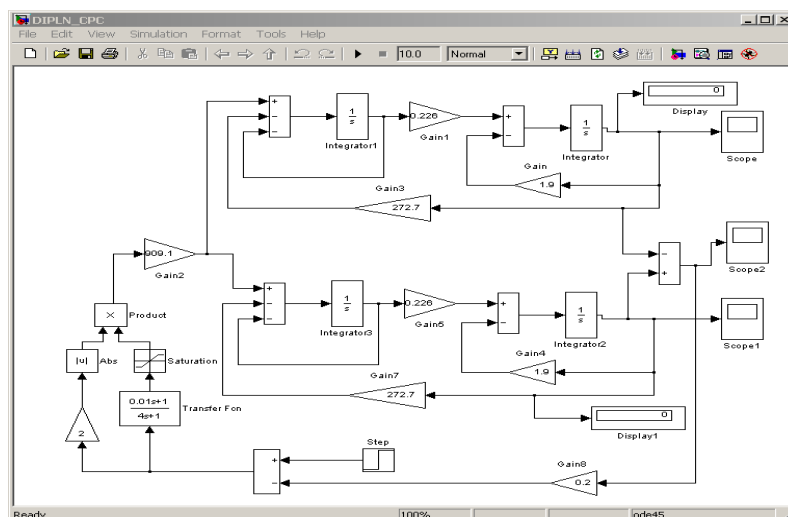 DIPLN_CPC
File Edit View Simulation Format Tools Help
10.0 Normal
0
Display
+
−
−
1
s
Integrator1
0.226
Gain1
+
−
1
s
Integrator
Scope
Gain
1.9
Gain3
272.7
909.1
Gain2
−
+
Scope2
+
−
−
1
s
Integrator3
0.226
Gain5
+
−
1
s
Integrator2
Scope1
×
Product
|u|
Abs
Saturation
Gain4
1.9
Gain7
272.7
0.01s+1
4s+1
Transfer Fcn
0
Display1
2
Step
+
−
Gain8
0.2
Ready 100% ode45